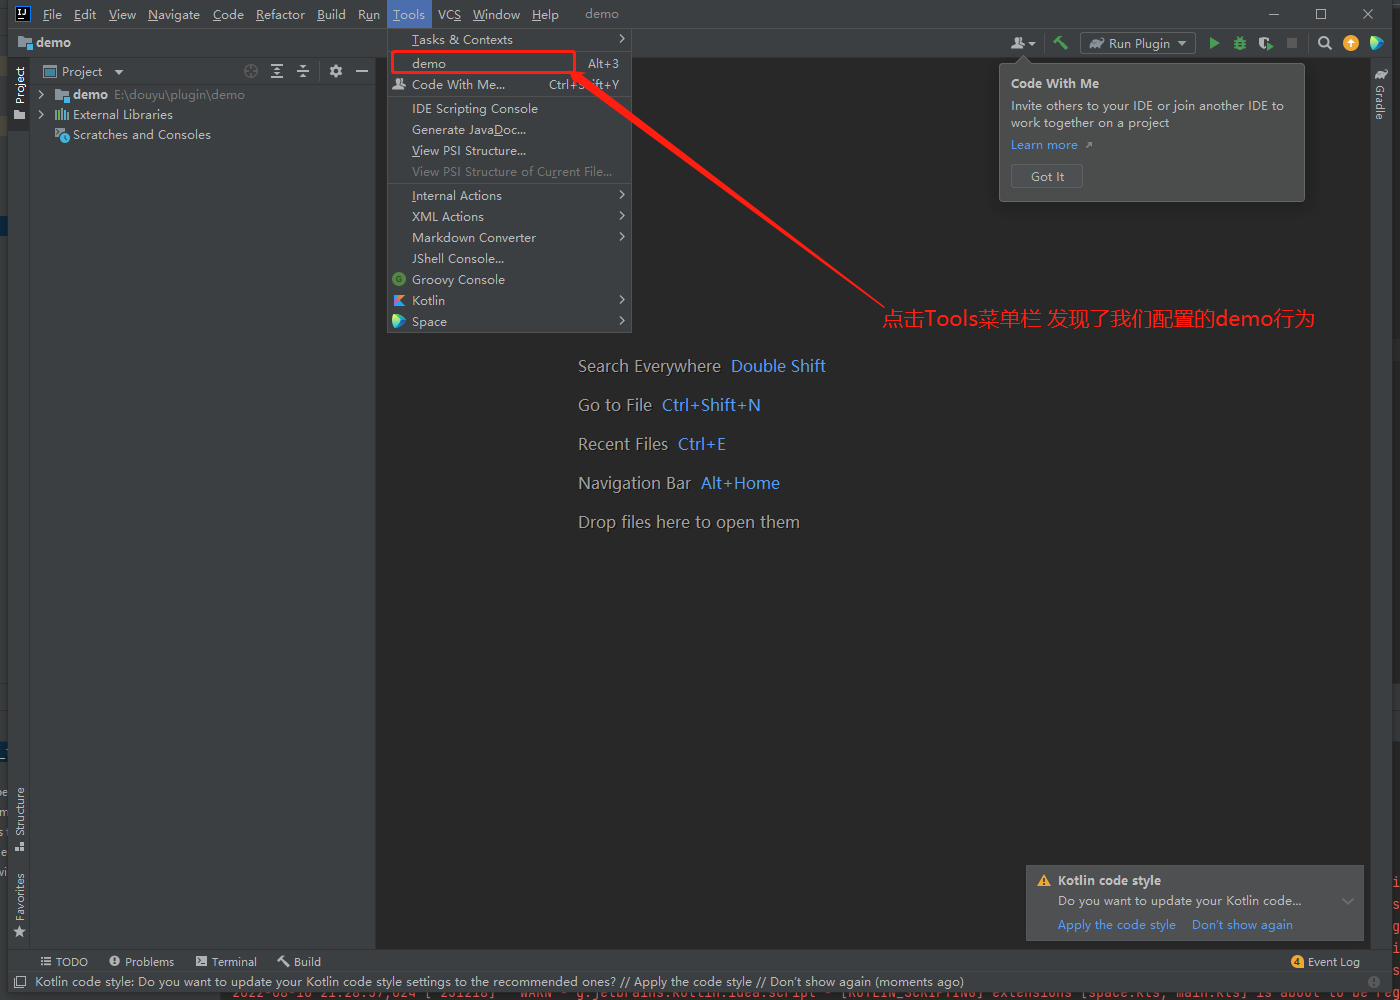 File Edit View Navigate Code Refactor Build Run Tools VCS Window Help demo
demo
Run Plugin
Project
demo E:\douyu\plugin\demo
External Libraries
Scratches and Consoles
Project
Structure
Favorites
Tasks & Contexts
demo Alt+3
Code With Me...
IDE Scripting Console
Generate JavaDoc...
View PSI Structure...
View PSI Structure of Current File...
Internal Actions
XML Actions
Markdown Converter
JShell Console...
Groovy Console
Kotlin
Space
Code With Me
Invite others to your IDE or join another IDE to
work together on a project
Learn more
Got It
Gradle
点击Tools菜单栏 发现了我们配置的demo行为
Search Everywhere Double Shift
Go to File Ctrl+Shift+N
Recent Files Ctrl+E
Navigation Bar Alt+Home
Drop files here to open them
Kotlin code style
Do you want to update your Kotlin code...
Apply the code style Don't show again
TODO Problems Terminal Build 4 Event Log
Kotlin code style: Do you want to update your Kotlin code style settings to the recommended ones? // Apply the code style // Don't show again (moments ago)